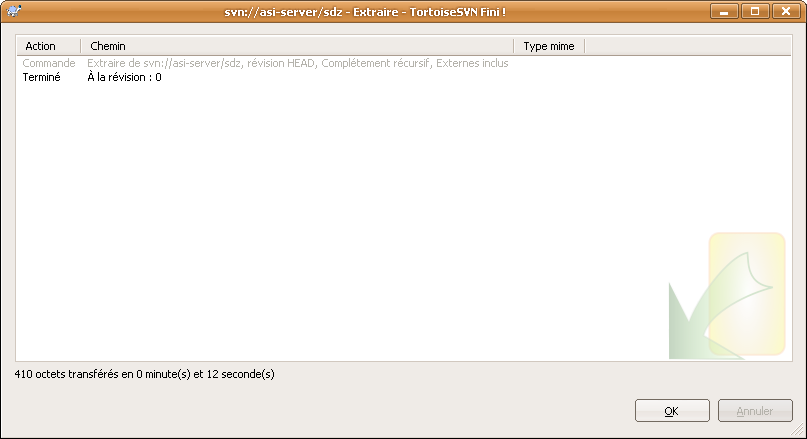 svn://asi-server/sdz - Extraire - TortoiseSVN Fini !
Action Chemin Type mime
Commande Extraire de svn://asi-server/sdz, révision HEAD, Complétement récursif, Externes inclus
Terminé À la révision : 0
410 octets transférés en 0 minute(s) et 12 seconde(s)
OK Annuler